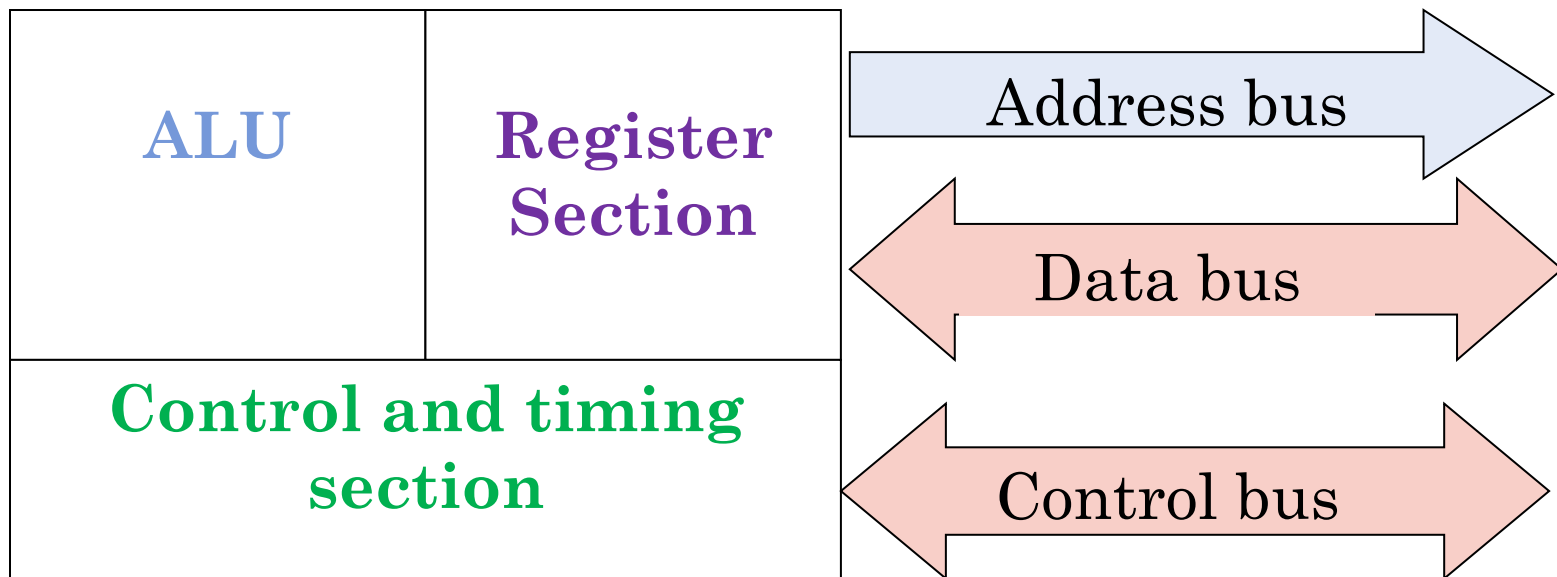 ALU
Register
Section
Control and timing
section
Address bus
Data bus
Control bus